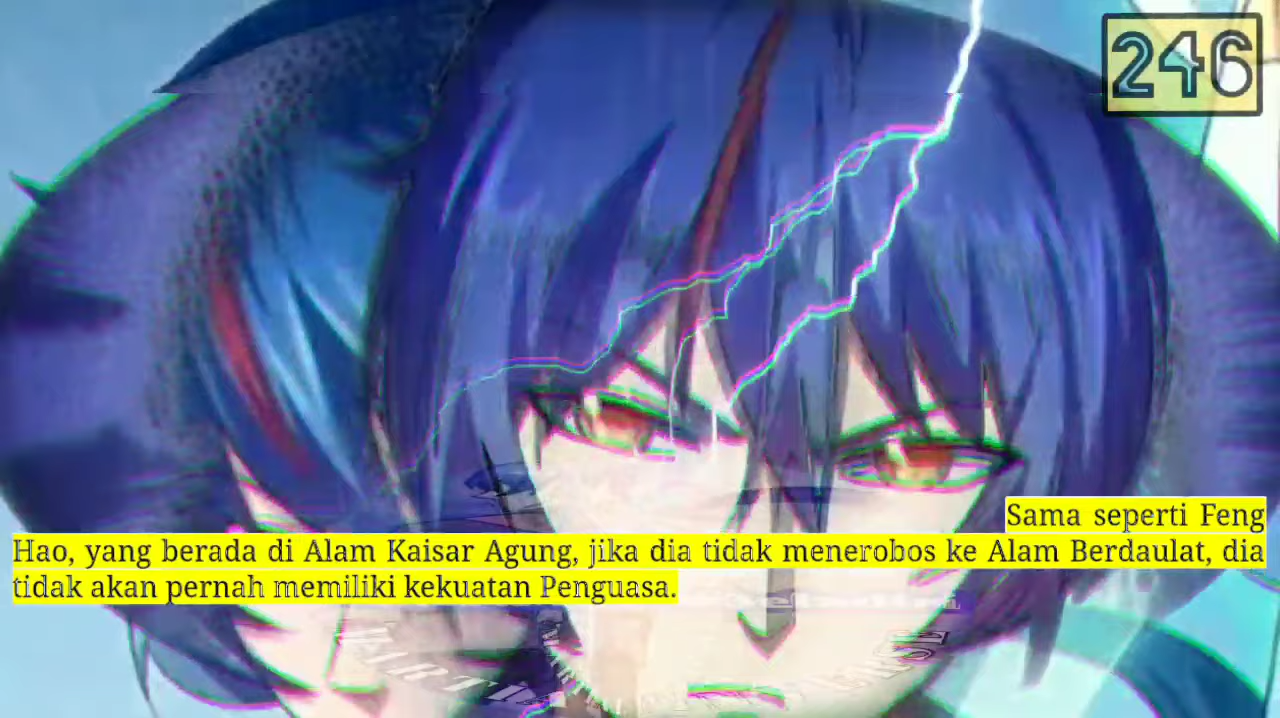 246
Sama seperti Feng
Hao, yang berada di Alam Kaisar Agung, jika dia tidak menerobos ke Alam Berdaulat, dia
tidak akan pernah memiliki kekuatan Penguasa.